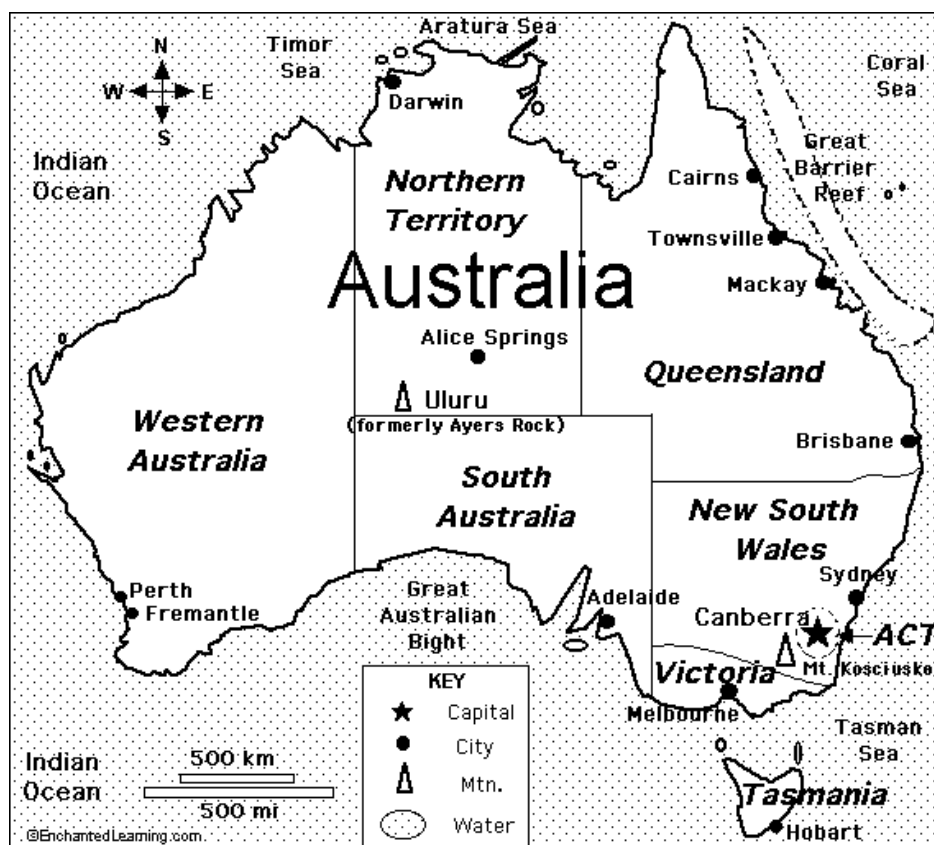 Aratura Sea
Timor
Sea
N
W E
S
Coral
Sea
Darwin
Indian
Ocean
Great
Barrier
Reef
Cairns
Northern
Territory
Townsville
Australia
Mackay
Alice Springs
Queensland
Uluru
(formerly Ayers Rock)
Western
Australia
Brisbane
South
Australia
New South
Wales
Sydney
Perth
Fremantle
Great
Australian
Bight
Adelaide
Canberra
ACT
Mt. Kosciusko
Victoria
Melbourne
KEY
Capital
City
Mtn.
Water
Tasman
Sea
Indian
Ocean
500 km
500 mi
Tasmania
Hobart
©EnchantedLearning.com